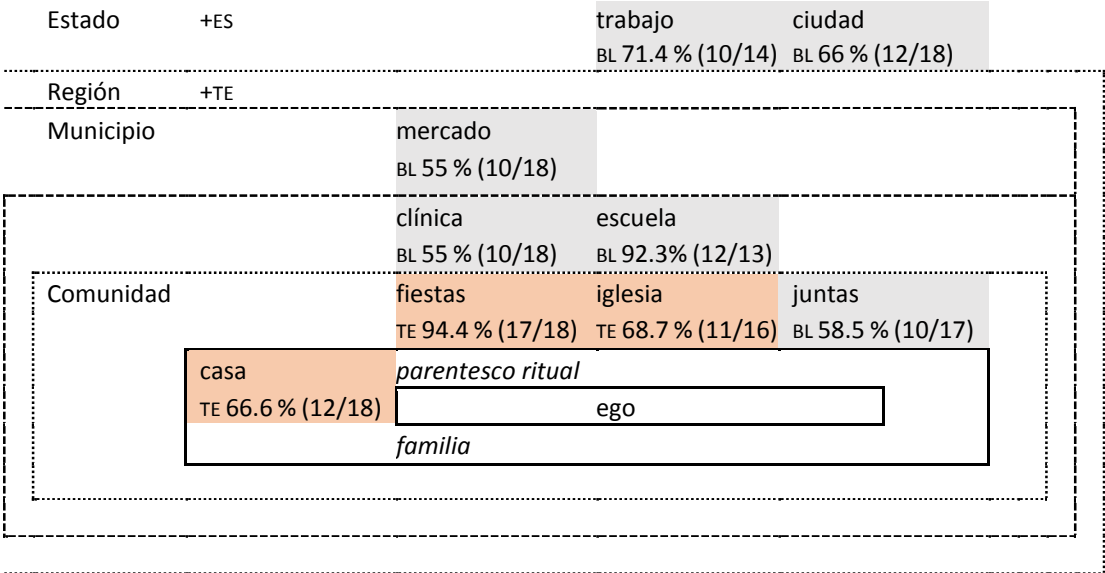 Estado +ES trabajo ciudad
BL 71.4 % (10/14) BL 66 % (12/18)
Región +TE
Municipio mercado
BL 55 % (10/18)
clínica escuela
BL 55 % (10/18) BL 92.3% (12/13)
Comunidad fiestas iglesia juntas
TE 94.4 % (17/18) TE 68.7 % (11/16) BL 58.5 % (10/17)
casa parentesco ritual
TE 66.6 % (12/18) ego
familia